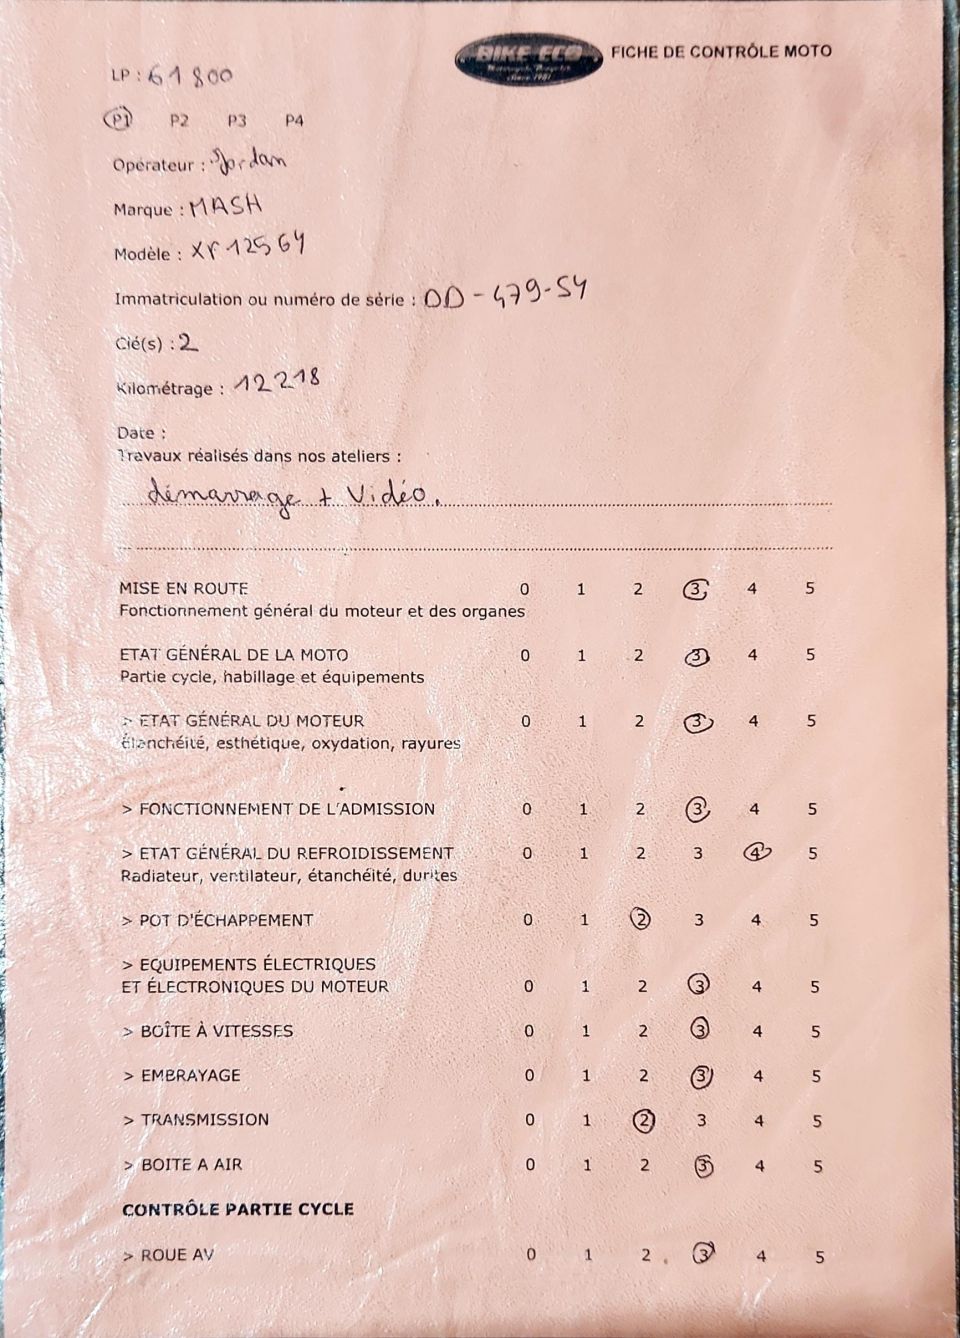 BIKE ECO
Motorcycle Recycler
Since 1981
FICHE DE CONTRÔLE MOTO
LP : 61800
P1 P2 P3 P4
Opérateur : Jordan
Marque : MASH
Modèle : Xr 125 64
Immatriculation ou numéro de série : DD-479-SY
Clé(s) : 2
Kilométrage : 12218
Date :
Travaux réalisés dans nos ateliers :
démarrage + Vidéo.
MISE EN ROUTE 0 1 2 3 4 5
Fonctionnement général du moteur et des organes
ETAT GÉNÉRAL DE LA MOTO 0 1 2 3 4 5
Partie cycle, habillage et équipements
> ETAT GÉNÉRAL DU MOTEUR 0 1 2 3 4 5
Étanchéité, esthétique, oxydation, rayures
> FONCTIONNEMENT DE L'ADMISSION 0 1 2 3 4 5
> ETAT GÉNÉRAL DU REFROIDISSEMENT 0 1 2 3 4 5
Radiateur, ventilateur, étanchéité, durites
> POT D'ÉCHAPPEMENT 0 1 2 3 4 5
> EQUIPEMENTS ÉLECTRIQUES
ET ÉLECTRONIQUES DU MOTEUR 0 1 2 3 4 5
> BOÎTE À VITESSES 0 1 2 3 4 5
> EMBRAYAGE 0 1 2 3 4 5
> TRANSMISSION 0 1 2 3 4 5
> BOITE A AIR 0 1 2 3 4 5
CONTRÔLE PARTIE CYCLE
> ROUE AV 0 1 2 3 4 5